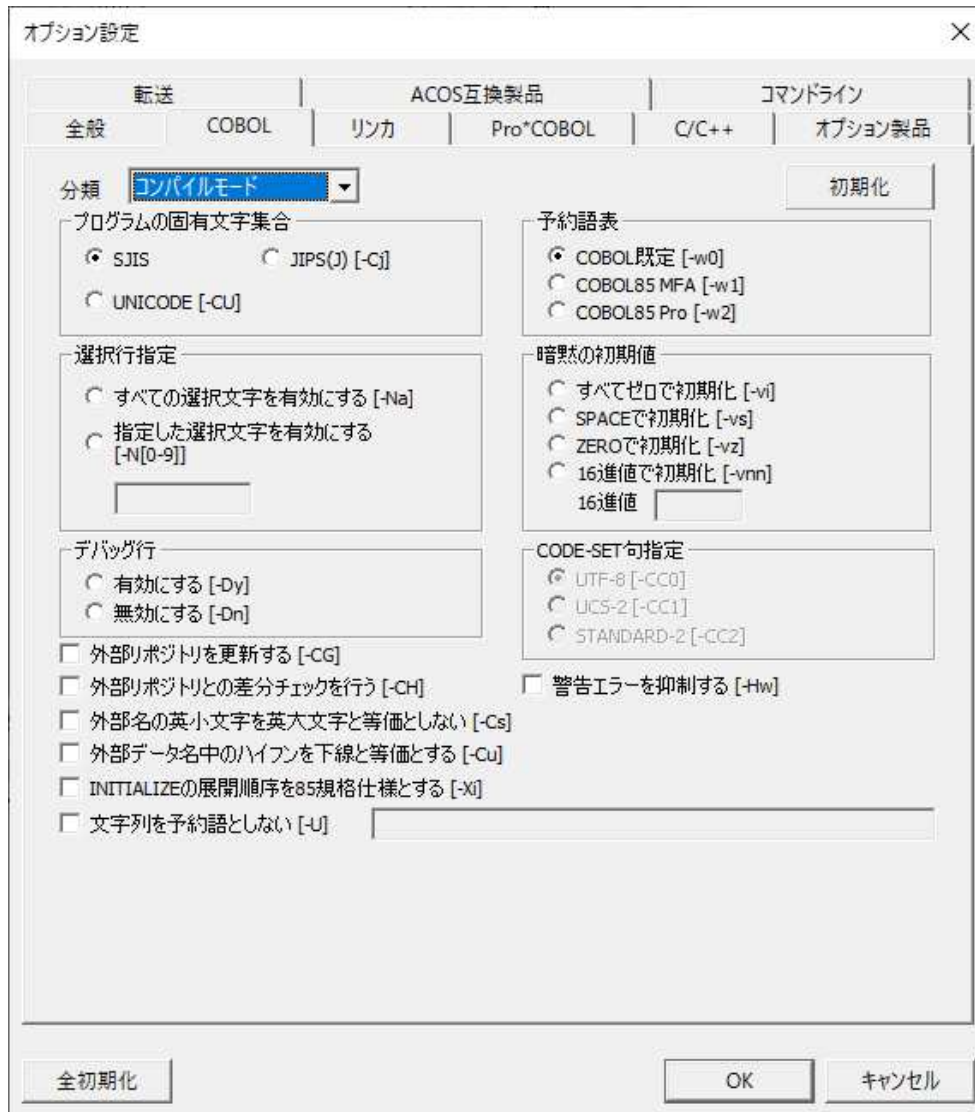 オプション設定
転送 ACOS互換製品 コマンドライン
全般 COBOL リンカ Pro*COBOL C/C++ オプション製品
分類 コンパイルモード 初期化
プログラムの固有文字集合
SJIS JIPS(J) [-Cj]
UNICODE [-CU]
予約語表
COBOL既定 [-w0]
COBOL85 MFA [-w1]
COBOL85 Pro [-w2]
選択行指定
すべての選択文字を有効にする [-Na]
指定した選択文字を有効にする
[-N[0-9]]
暗黙の初期値
すべてゼロで初期化 [-vi]
SPACEで初期化 [-vs]
ZEROで初期化 [-vz]
16進値で初期化 [-vnn]
16進値
デバッグ行
有効にする [-Dy]
無効にする [-Dn]
CODE-SET句指定
UTF-8 [-CC0]
UCS-2 [-CC1]
STANDARD-2 [-CC2]
外部リポジトリを更新する [-CG]
外部リポジトリとの差分チェックを行う [-CH]
警告エラーを抑制する [-Hw]
外部名の英小文字を英大文字と等価としない [-Cs]
外部データ名中のハイフンを下線と等価とする [-Cu]
INITIALIZEの展開順序を85規格仕様とする [-Xi]
文字列を予約語としない [-U]
全初期化 OK キャンセル